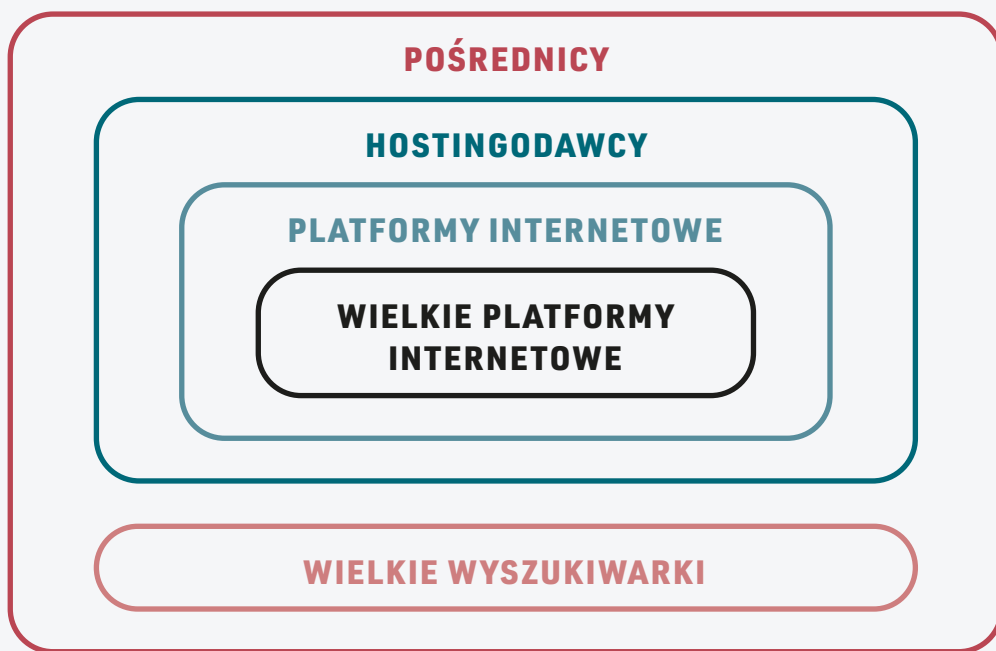 POŚREDNICY
HOSTINGODAWCY
PLATFORMY INTERNETOWE
WIELKIE PLATFORMY
INTERNETOWE
WIELKIE WYSZUKIWARKI